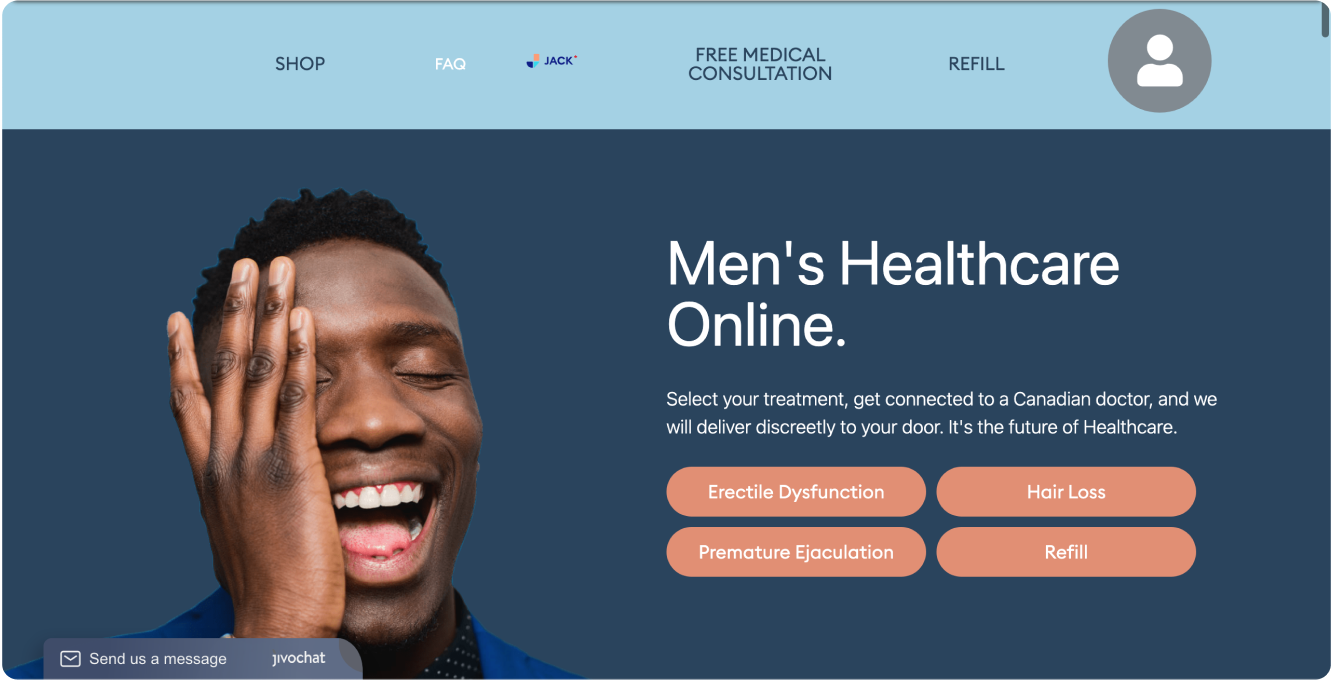 SHOP
FAQ
JACK
FREE MEDICAL
CONSULTATION
REFILL
Men's Healthcare
Online.
Select your treatment, get connected to a Canadian doctor, and we
will deliver discreetly to your door. It's the future of Healthcare.
Erectile Dysfunction
Hair Loss
Premature Ejaculation
Refill
Send us a message
jivochat